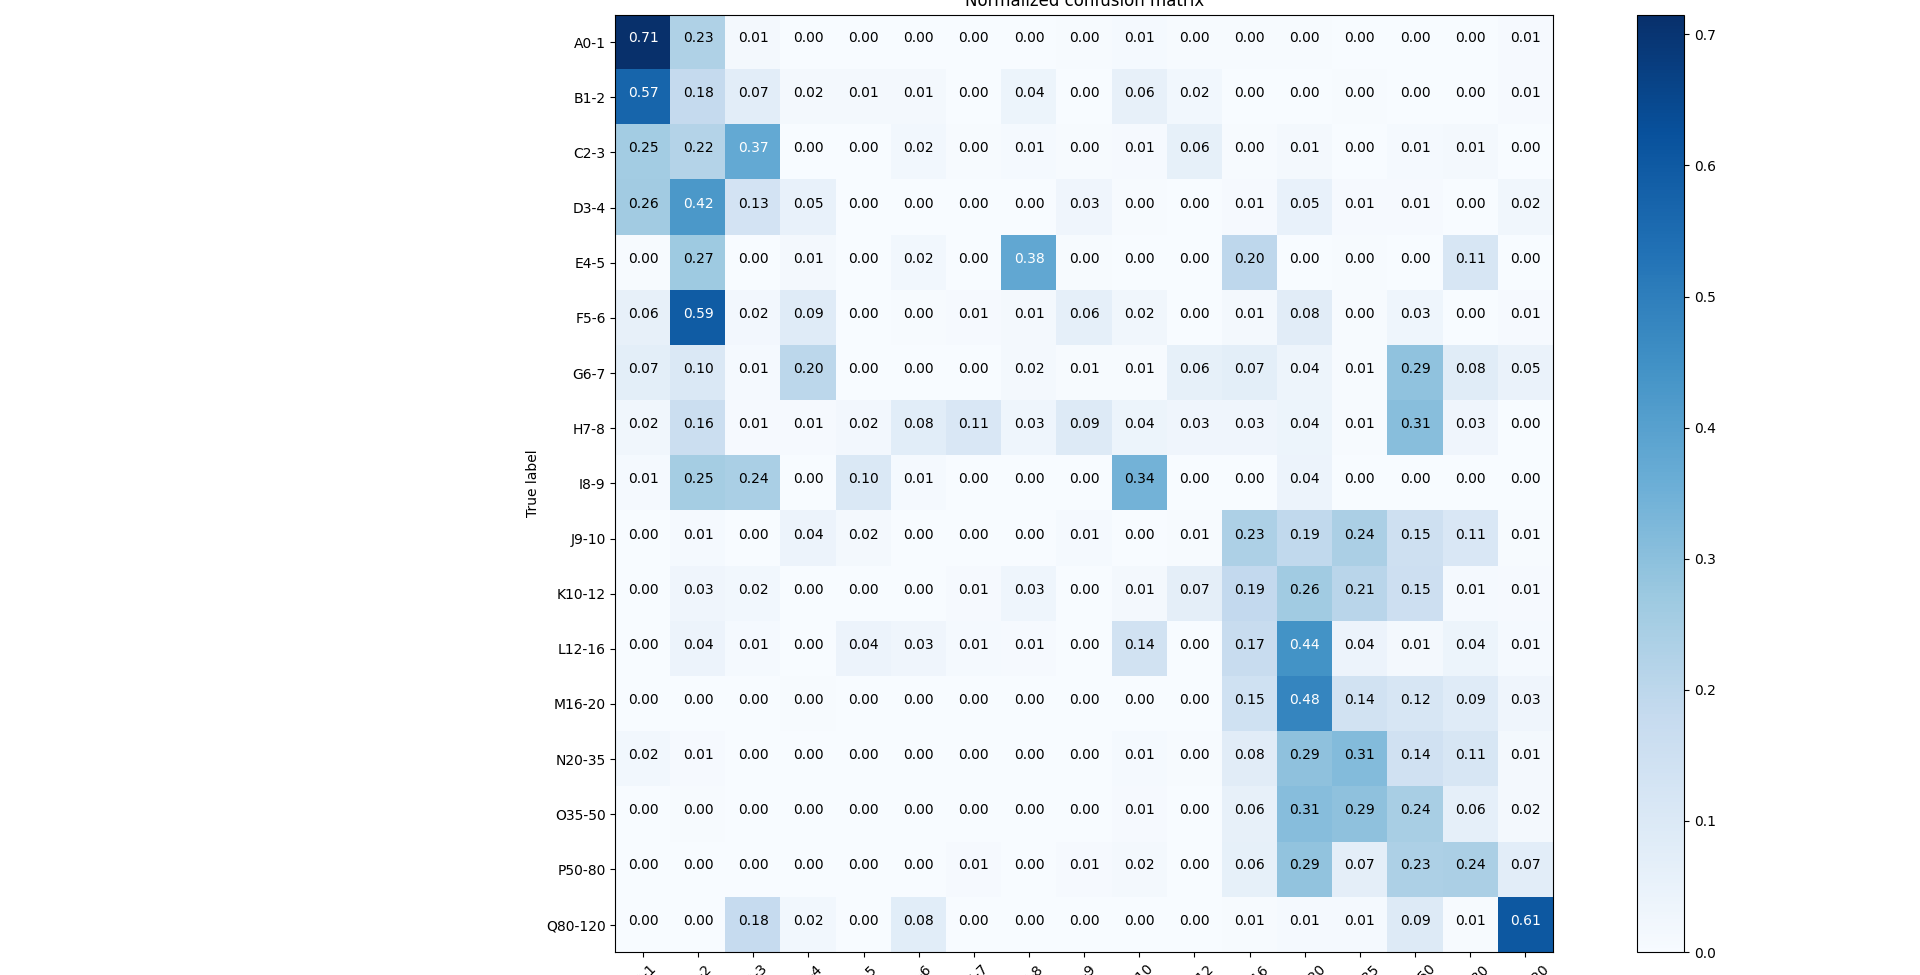 Normalized confusion matrix
A0-1 0.71 0.23 0.01 0.00 0.00 0.00 0.00 0.00 0.00 0.01 0.00 0.00 0.00 0.00 0.00 0.00 0.01
B1-2 0.57 0.18 0.07 0.02 0.01 0.01 0.00 0.04 0.00 0.06 0.02 0.00 0.00 0.00 0.00 0.00 0.01
C2-3 0.25 0.22 0.37 0.00 0.00 0.02 0.00 0.01 0.00 0.01 0.06 0.00 0.01 0.00 0.01 0.01 0.00
D3-4 0.26 0.42 0.13 0.05 0.00 0.00 0.00 0.00 0.03 0.00 0.00 0.01 0.05 0.01 0.01 0.00 0.02
E4-5 0.00 0.27 0.00 0.01 0.00 0.02 0.00 0.38 0.00 0.00 0.00 0.20 0.00 0.00 0.00 0.11 0.00
F5-6 0.06 0.59 0.02 0.09 0.00 0.00 0.01 0.01 0.06 0.02 0.00 0.01 0.08 0.00 0.03 0.00 0.01
G6-7 0.07 0.10 0.01 0.20 0.00 0.00 0.00 0.02 0.01 0.01 0.06 0.07 0.04 0.01 0.29 0.08 0.05
H7-8 0.02 0.16 0.01 0.01 0.02 0.08 0.11 0.03 0.09 0.04 0.03 0.03 0.04 0.01 0.31 0.03 0.00
I8-9 0.01 0.25 0.24 0.00 0.10 0.01 0.00 0.00 0.00 0.34 0.00 0.00 0.04 0.00 0.00 0.00 0.00
J9-10 0.00 0.01 0.00 0.04 0.02 0.00 0.00 0.00 0.01 0.00 0.01 0.23 0.19 0.24 0.15 0.11 0.01
K10-12 0.00 0.03 0.02 0.00 0.00 0.00 0.01 0.03 0.00 0.01 0.07 0.19 0.26 0.21 0.15 0.01 0.01
L12-16 0.00 0.04 0.01 0.00 0.04 0.03 0.01 0.01 0.00 0.14 0.00 0.17 0.44 0.04 0.01 0.04 0.01
M16-20 0.00 0.00 0.00 0.00 0.00 0.00 0.00 0.00 0.00 0.00 0.00 0.15 0.48 0.14 0.12 0.09 0.03
N20-35 0.02 0.01 0.00 0.00 0.00 0.00 0.00 0.00 0.00 0.01 0.00 0.08 0.29 0.31 0.14 0.11 0.01
O35-50 0.00 0.00 0.00 0.00 0.00 0.00 0.00 0.00 0.00 0.01 0.00 0.06 0.31 0.29 0.24 0.06 0.02
P50-80 0.00 0.00 0.00 0.00 0.00 0.00 0.01 0.00 0.01 0.02 0.00 0.06 0.29 0.07 0.23 0.24 0.07
Q80-120 0.00 0.00 0.18 0.02 0.00 0.08 0.00 0.00 0.00 0.00 0.00 0.01 0.01 0.01 0.09 0.01 0.61
True label
0.7
0.6
0.5
0.4
0.3
0.2
0.1
0.0